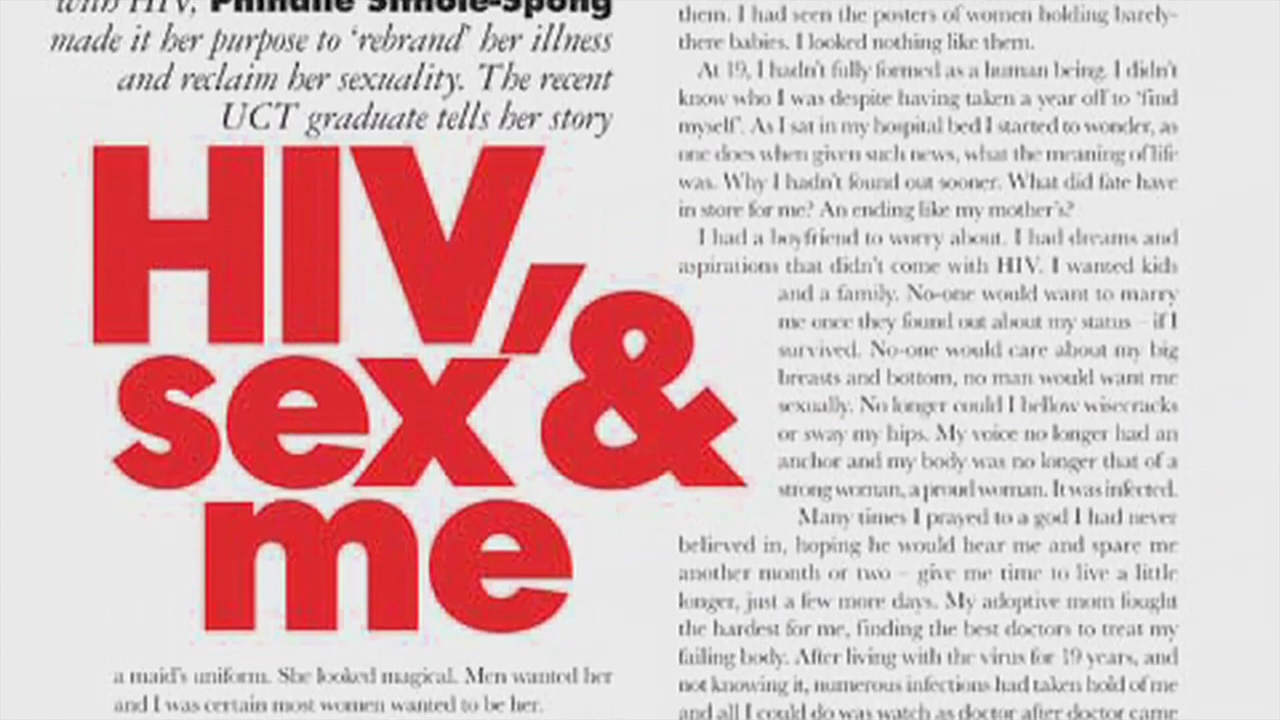 with HIV, Phindile Sithole-Spong
made it her purpose to ‘rebrand’ her illness
and reclaim her sexuality. The recent
UCT graduate tells her story
HIV,
sex &
me
a maid's uniform. She looked magical. Men wanted her
and I was certain most women wanted to be her.
them. I had seen the posters of women holding barely-
there babies. I looked nothing like them.
At 19, I hadn't fully formed as a human being. I didn't
know who I was despite having taken a year off to 'find
myself'. As I sat in my hospital bed I started to wonder, as
one does when given such news, what the meaning of life
was. Why I hadn't found out sooner. What did fate have
in store for me? An ending like my mother's?
I had a boyfriend to worry about. I had dreams and
aspirations that didn't come with HIV. I wanted kids
and a family. No-one would want to marry
me once they found out about my status – if I
survived. No-one would care about my big
breasts and bottom, no man would want me
sexually. No longer could I bellow wisecracks
or sway my hips. My voice no longer had an
anchor and my body was no longer that of a
strong woman, a proud woman. It was infected.
Many times I prayed to a god I had never
believed in, hoping he would hear me and spare me
another month or two – give me time to live a little
longer, just a few more days. My adoptive mom fought
the hardest for me, finding the best doctors to treat my
failing body. After living with the virus for 19 years, and
not knowing it, numerous infections had taken hold of me
and all I could do was watch as doctor after doctor came